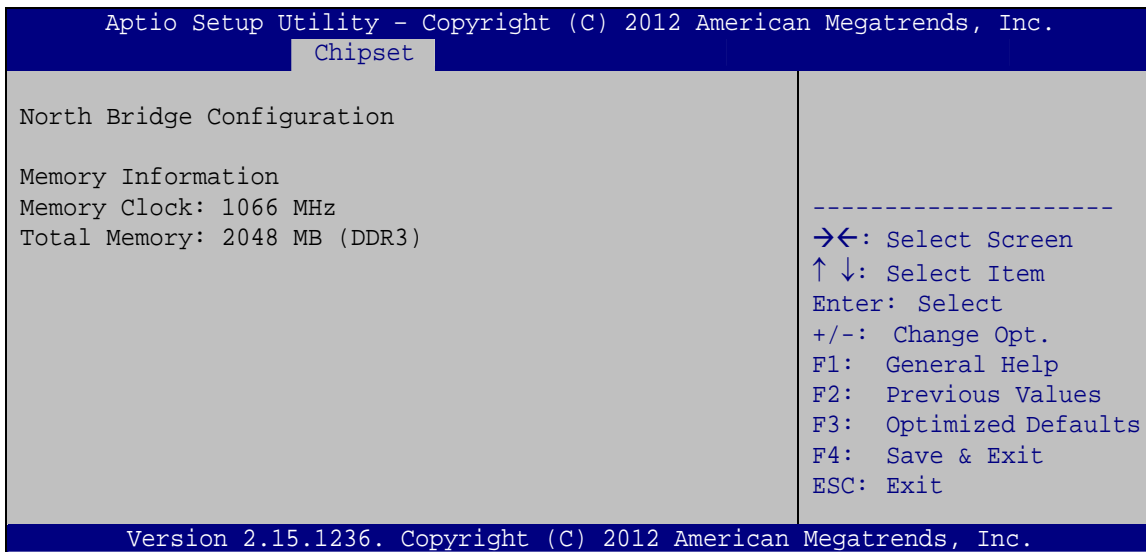 Aptio Setup Utility – Copyright (C) 2012 American Megatrends, Inc.
Chipset
North Bridge Configuration
Memory Information
Memory Clock: 1066 MHz
Total Memory: 2048 MB (DDR3)
---------------------
→←: Select Screen
↑ ↓: Select Item
Enter: Select
+/-: Change Opt.
F1: General Help
F2: Previous Values
F3: Optimized Defaults
F4: Save & Exit
ESC: Exit
Version 2.15.1236. Copyright (C) 2012 American Megatrends, Inc.